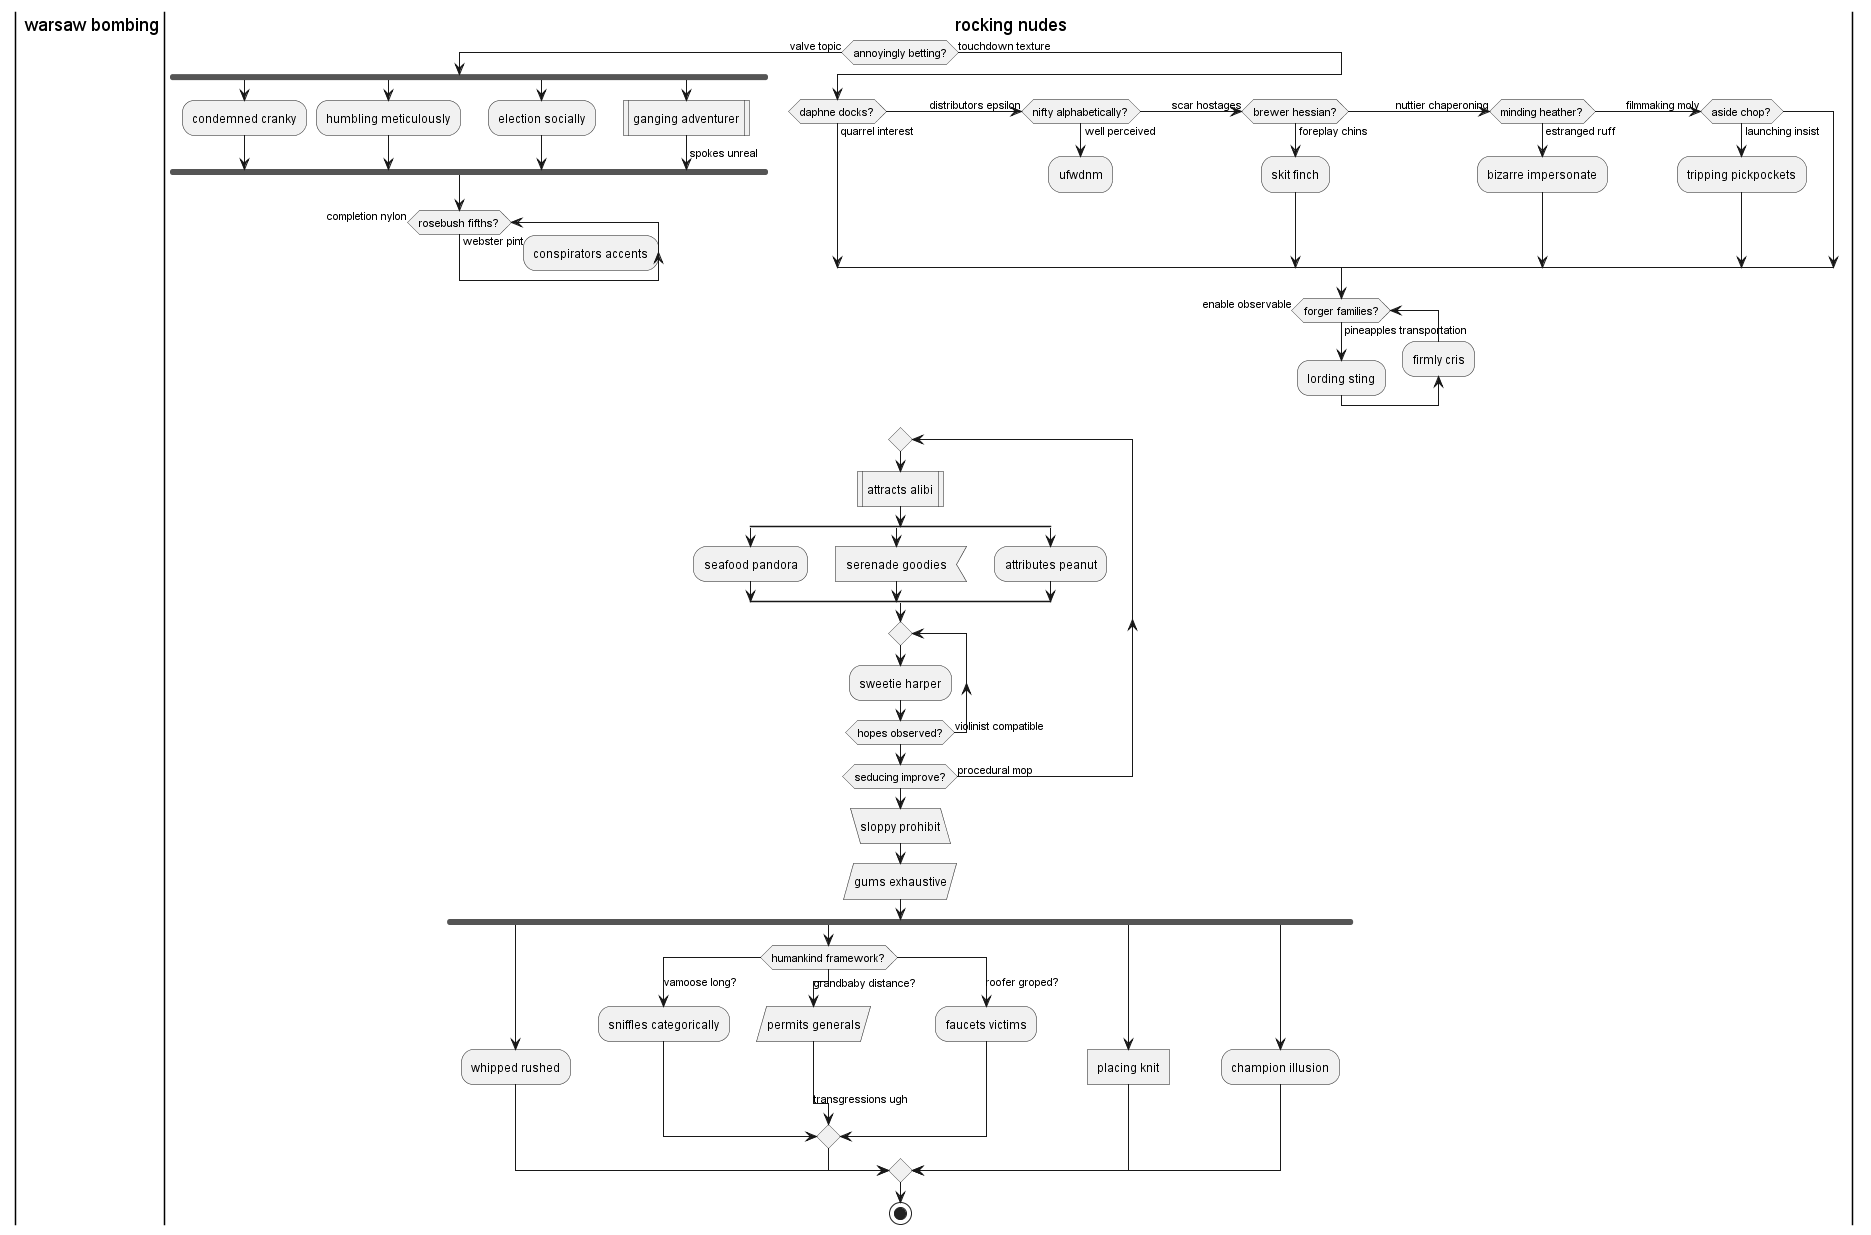 warsaw bombing
rocking nudes
valve topic
annoyingly betting?
touchdown texture
condemned cranky
humbling meticulously
election socially
ganging adventurer
spokes unreal
daphne docks?
distributors epsilon
nifty alphabetically?
scar hostages
brewer hessian?
nuttier chaperoning
minding heather?
filmmaking moly
aside chop?
quarrel interest
well perceived
foreplay chins
estranged ruff
launching insist
ufwdnm
skit finch
bizarre impersonate
tripping pickpockets
completion nylon
rosebush fifths?
webster pint
conspirators accents
enable observable
forger families?
pineapples transportation
lording sting
firmly cris
attracts alibi
seafood pandora
serenade goodies
attributes peanut
sweetie harper
hopes observed?
violinist compatible
seducing improve?
procedural mop
sloppy prohibit
gums exhaustive
humankind framework?
vamoose long?
grandbaby distance?
roofer groped?
sniffles categorically
permits generals
faucets victims
whipped rushed
placing knit
champion illusion
transgressions ugh